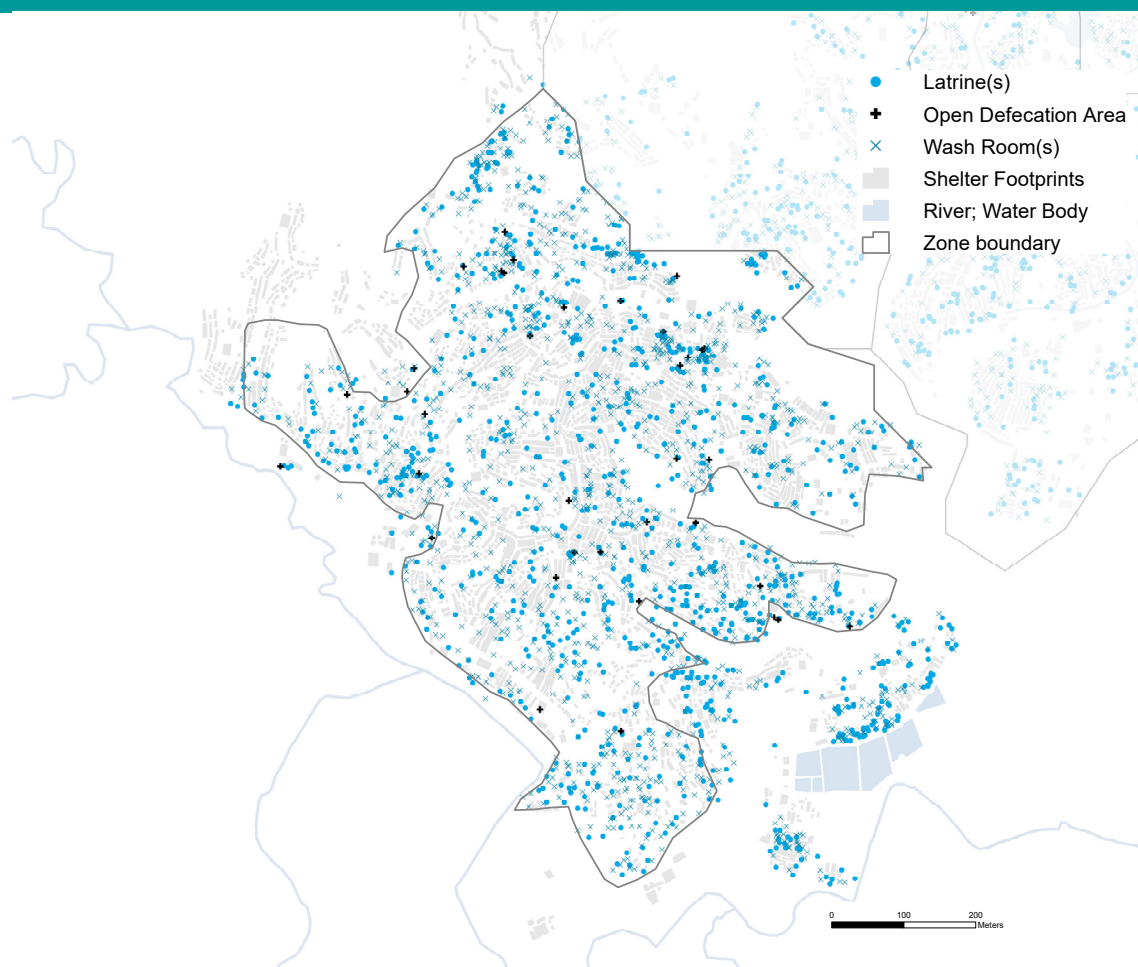 Latrine(s)
Open Defecation Area
Wash Room(s)
Shelter Footprints
River; Water Body
Zone boundary
0 100 200
Meters